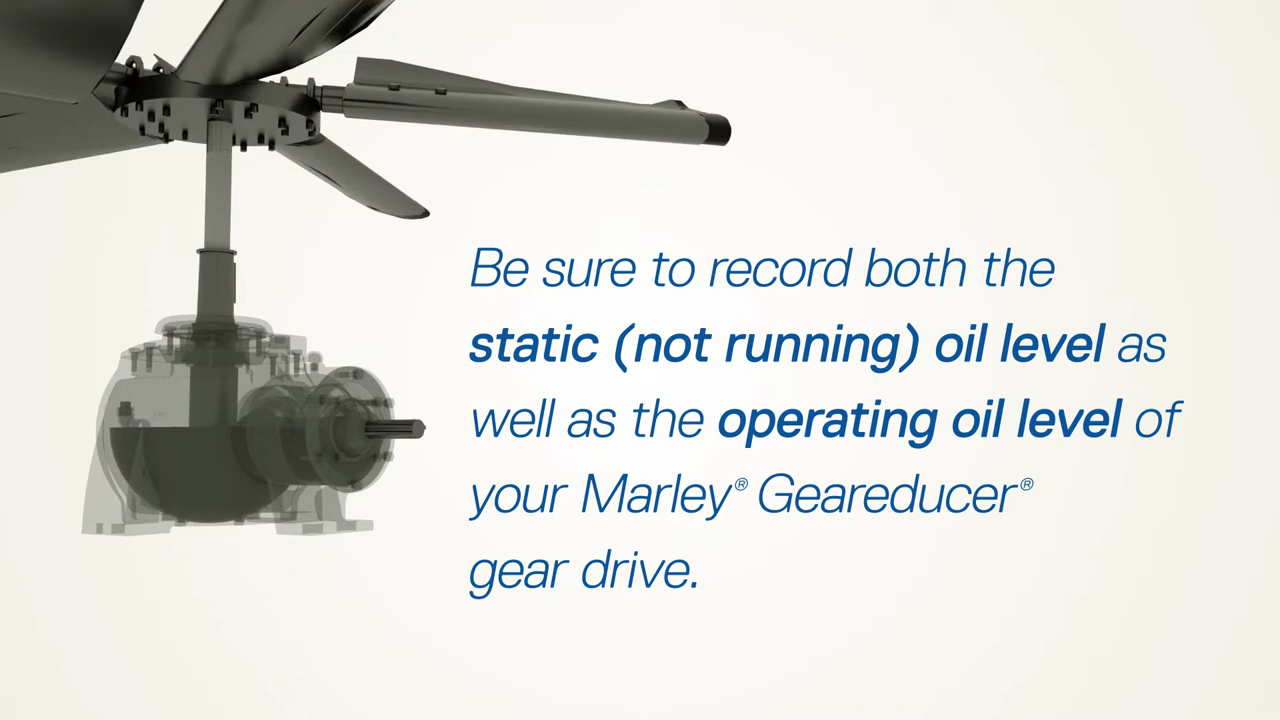 Be sure to record both the
static (not running) oil level as
well as the operating oil level of
your Marley® Geareducer®
gear drive.